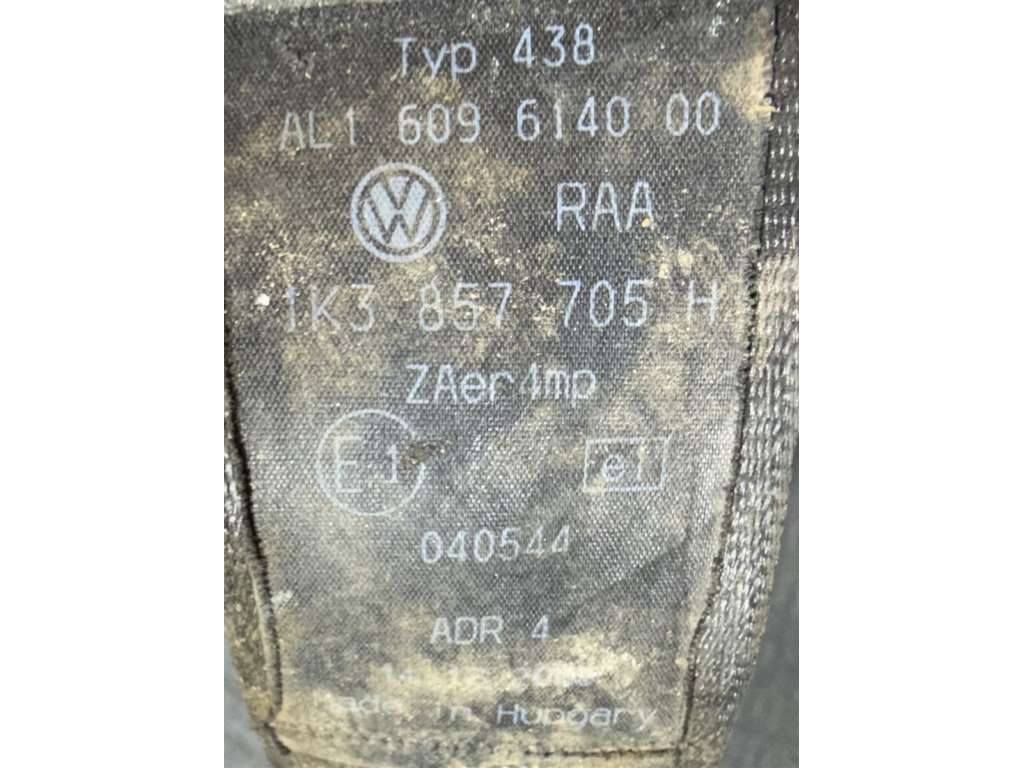 Typ 438
AL1 609 6140 00
VW RAA
1K3 857 705 H
ZAer4mp
E1 e1
040544
ADR 4
Made in Hungary